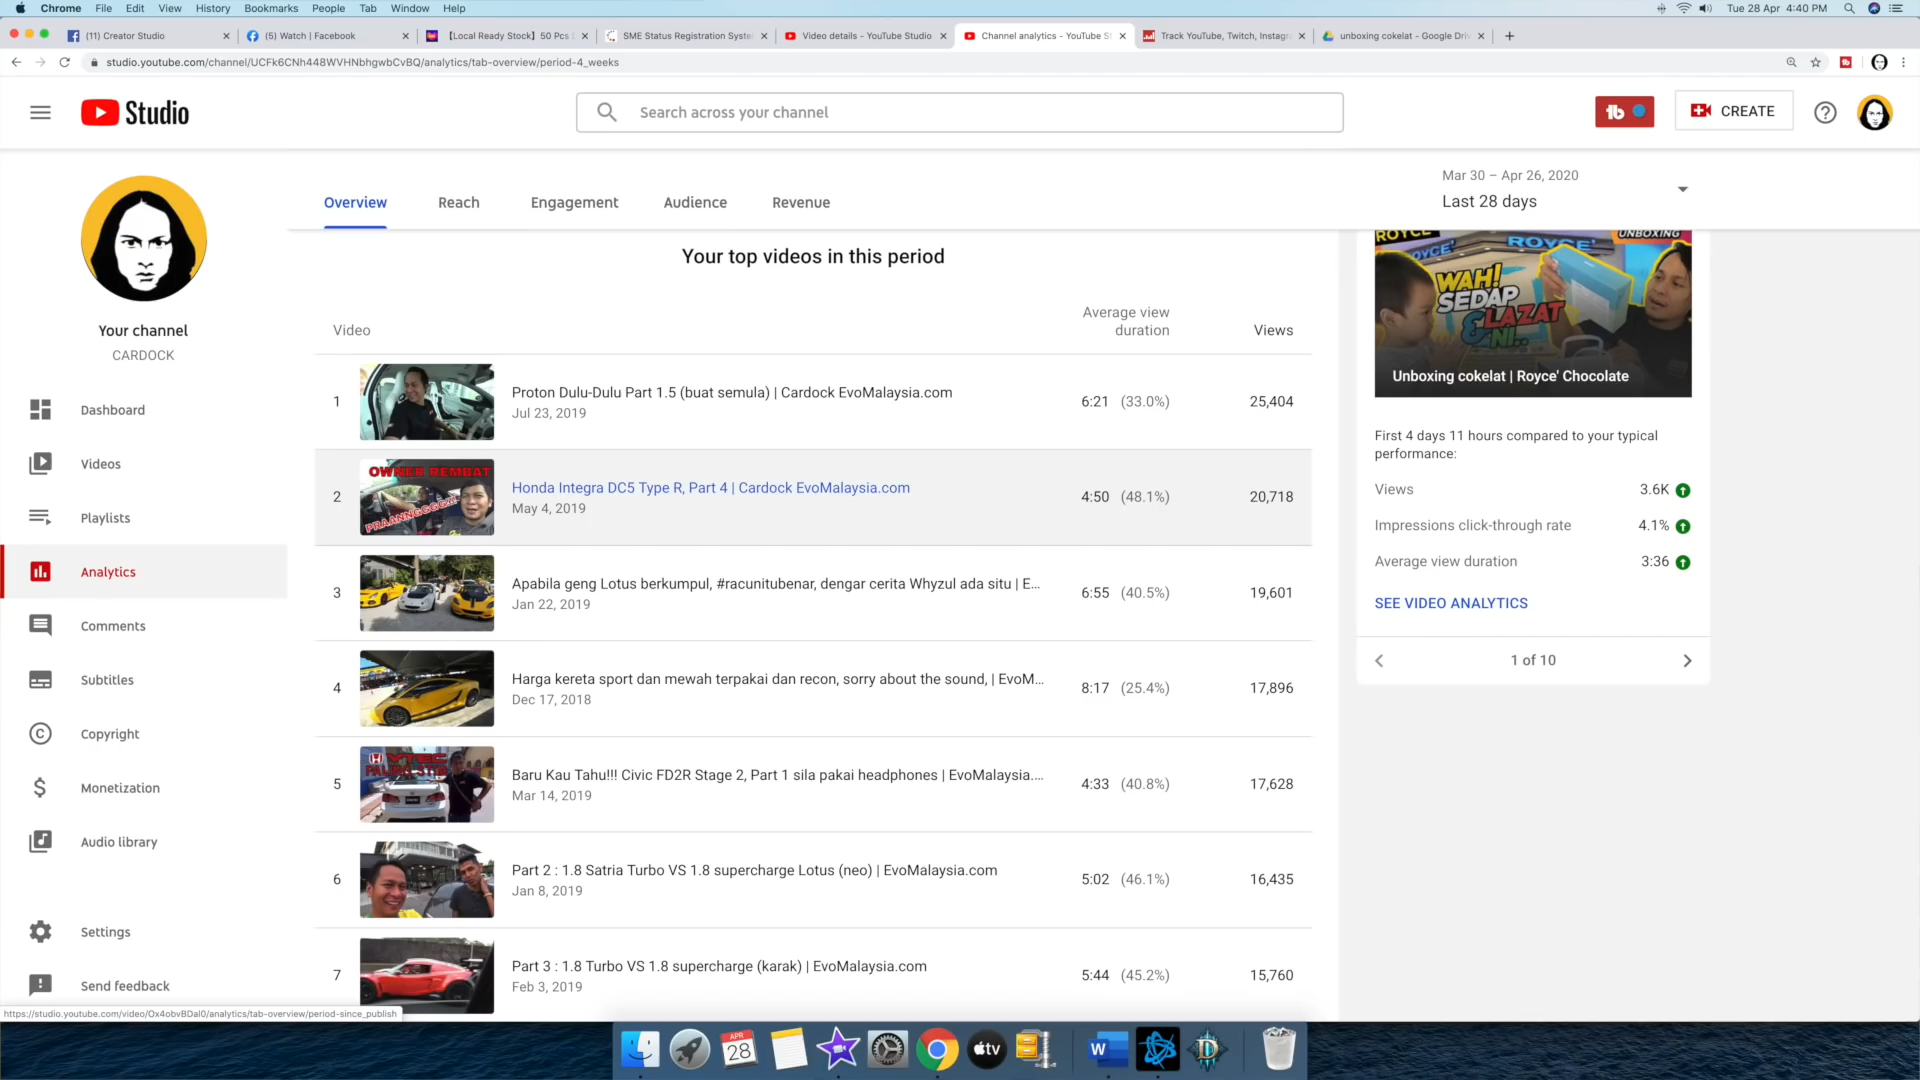 Chrome File Edit View History Bookmarks People Tab Window Help
Tue 28 Apr 4:40 PM
(11) Creator Studio
(5) Watch | Facebook
【Local Ready Stock】50 Pcs
SME Status Registration Syste
Video details - YouTube Studio
Channel analytics - YouTube S
Track YouTube, Twitch, Instagr
unboxing cokelat - Google Driv
studio.youtube.com/channel/UCFk6CNh448WVHNbhgwbCvBQ/analytics/tab-overview/period-4_weeks
Studio
Search across your channel
tb
CREATE
Your channel
CARDOCK
Dashboard
Videos
Playlists
Analytics
Comments
Subtitles
Copyright
Monetization
Audio library
Settings
Send feedback
Overview Reach Engagement Audience Revenue
Mar 30 – Apr 26, 2020
Last 28 days
Your top videos in this period
Video
Average view duration
Views
1
Proton Dulu-Dulu Part 1.5 (buat semula) | Cardock EvoMalaysia.com
Jul 23, 2019
6:21 (33.0%) 25,404
2
OWNER REMBAT
PRAANNGGGG!!!
Honda Integra DC5 Type R, Part 4 | Cardock EvoMalaysia.com
May 4, 2019
4:50 (48.1%) 20,718
3
Apabila geng Lotus berkumpul, #racunitubenar, dengar cerita Whyzul ada situ | E...
Jan 22, 2019
6:55 (40.5%) 19,601
4
Harga kereta sport dan mewah terpakai dan recon, sorry about the sound, | EvoM...
Dec 17, 2018
8:17 (25.4%) 17,896
5
VTEC
Baru Kau Tahu!!! Civic FD2R Stage 2, Part 1 sila pakai headphones | EvoMalaysia....
Mar 14, 2019
4:33 (40.8%) 17,628
6
Part 2 : 1.8 Satria Turbo VS 1.8 supercharge Lotus (neo) | EvoMalaysia.com
Jan 8, 2019
5:02 (46.1%) 16,435
7
Part 3 : 1.8 Turbo VS 1.8 supercharge (karak) | EvoMalaysia.com
Feb 3, 2019
5:44 (45.2%) 15,760
ROYCE'
ROYCE'
UNBOXING
WAH!
SEDAP
& LAZAT
NI..
Unboxing cokelat | Royce' Chocolate
First 4 days 11 hours compared to your typical
performance:
Views 3.6K
Impressions click-through rate 4.1%
Average view duration 3:36
SEE VIDEO ANALYTICS
1 of 10
https://studio.youtube.com/video/Ox4obvBDaI0/analytics/tab-overview/period-since_publish
APR
28
tv
W
D